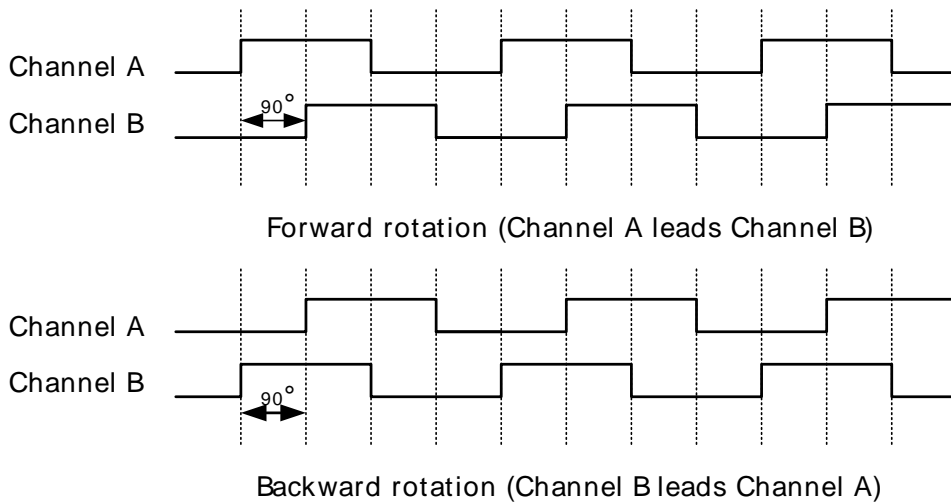 Channel A
90°
Channel B
Forward rotation (Channel A leads Channel B)
Channel A
Channel B
90°
Backward rotation (Channel B leads Channel A)